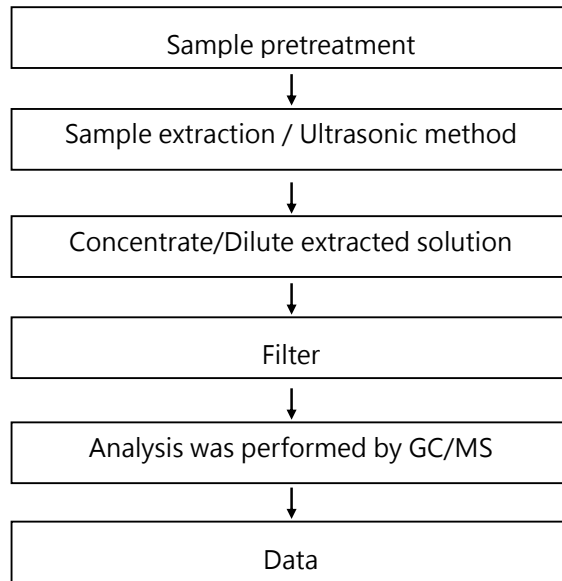 Sample pretreatment
Sample extraction / Ultrasonic method
Concentrate/Dilute extracted solution
Filter
Analysis was performed by GC/MS
Data